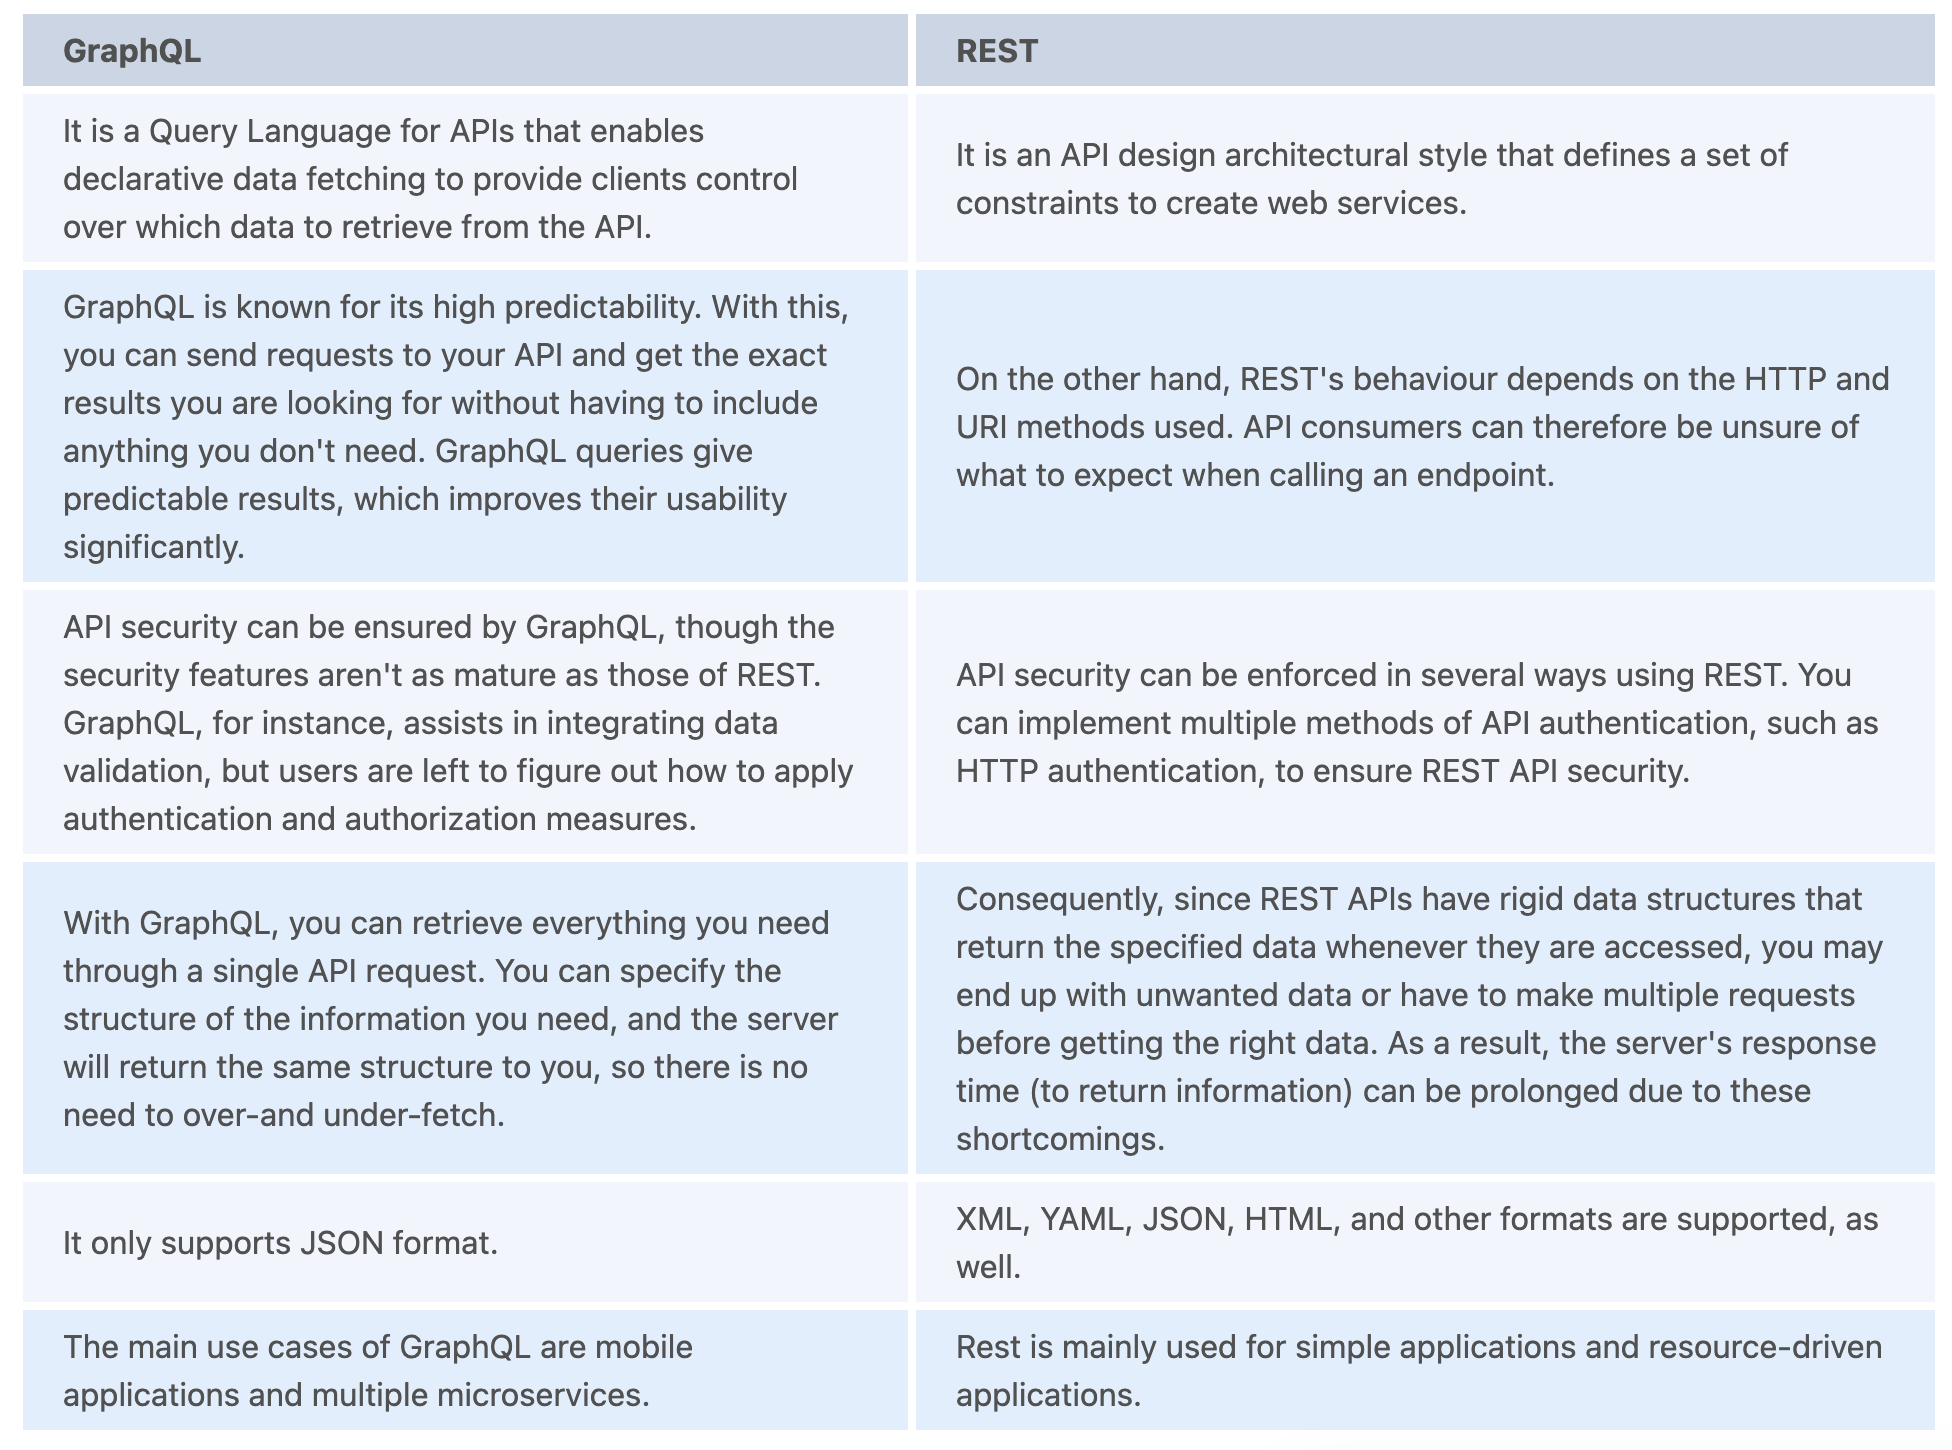 GraphQL
REST
It is a Query Language for APIs that enables
declarative data fetching to provide clients control
over which data to retrieve from the API.
It is an API design architectural style that defines a set of
constraints to create web services.
GraphQL is known for its high predictability. With this,
you can send requests to your API and get the exact
results you are looking for without having to include
anything you don't need. GraphQL queries give
predictable results, which improves their usability
significantly.
On the other hand, REST's behaviour depends on the HTTP and
URI methods used. API consumers can therefore be unsure of
what to expect when calling an endpoint.
API security can be ensured by GraphQL, though the
security features aren't as mature as those of REST.
GraphQL, for instance, assists in integrating data
validation, but users are left to figure out how to apply
authentication and authorization measures.
API security can be enforced in several ways using REST. You
can implement multiple methods of API authentication, such as
HTTP authentication, to ensure REST API security.
With GraphQL, you can retrieve everything you need
through a single API request. You can specify the
structure of the information you need, and the server
will return the same structure to you, so there is no
need to over-and under-fetch.
Consequently, since REST APIs have rigid data structures that
return the specified data whenever they are accessed, you may
end up with unwanted data or have to make multiple requests
before getting the right data. As a result, the server's response
time (to return information) can be prolonged due to these
shortcomings.
It only supports JSON format.
XML, YAML, JSON, HTML, and other formats are supported, as
well.
The main use cases of GraphQL are mobile
applications and multiple microservices.
Rest is mainly used for simple applications and resource-driven
applications.